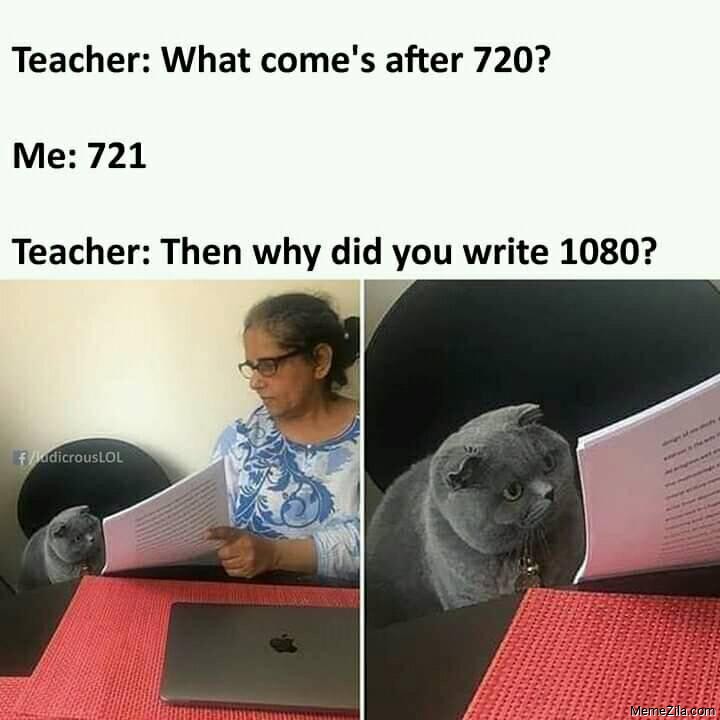 Teacher: What come's after 720?
Me: 721
Teacher: Then why did you write 1080?
f/ludicrousLOL
MemeZila.com